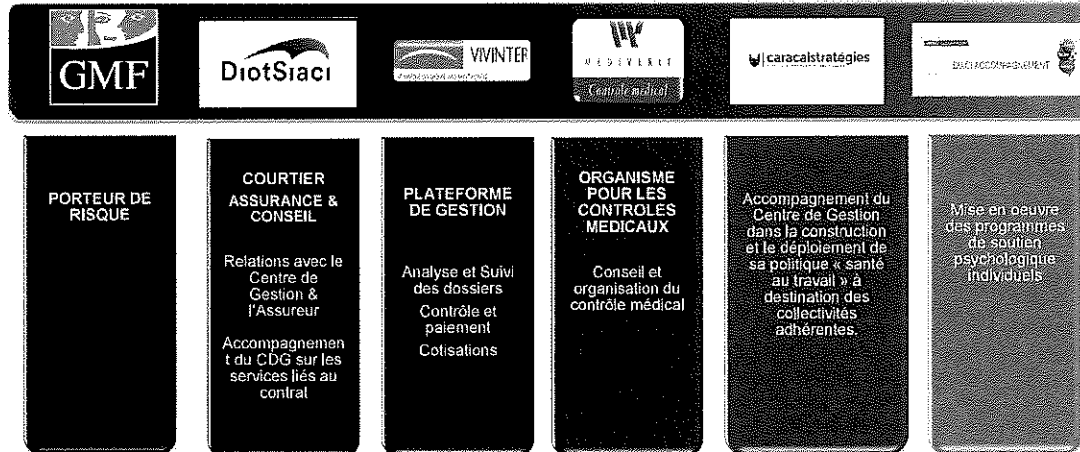 GMF
DIOTSIACI
VIVINTER
MEDIVERIF
Contrôle médical
caracalstratégies
PORTEUR DE
RISQUE
COURTIER
ASSURANCE &
CONSEIL
Relations avec le
Centre de
Gestion &
l'Assureur
Accompagnemen
t du CDG sur les
services liés au
contrat
PLATEFORME
DE GESTION
Analyse et Suivi
des dossiers
Contrôle et
paiement
Cotisations
ORGANISME
POUR LES
CONTROLES
MEDICAUX
Conseil et
organisation du
contrôle médical
Accompagnement du
Centre de Gestion
dans la construction
et le déploiement de
sa politique « santé
au travail » à
destination des
collectivités
adhérentes.
Mise en oeuvre
des programmes
de soutien
psychologique
individuels